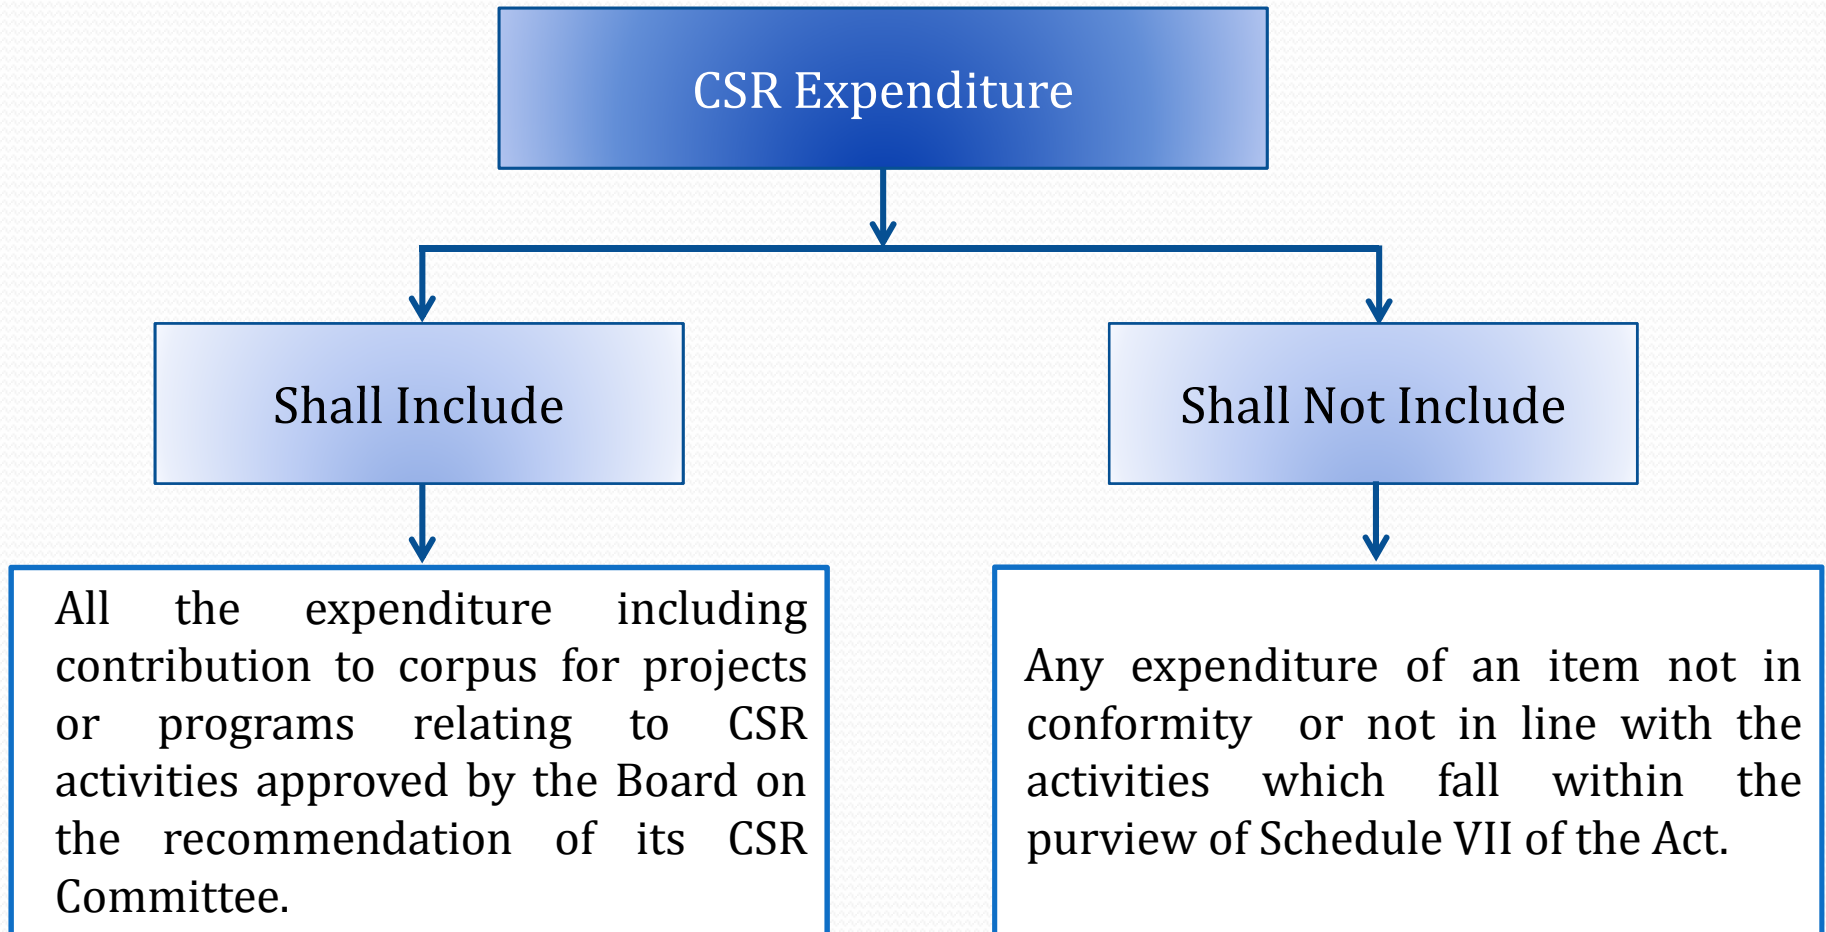 CSR Expenditure
Shall Include
Shall Not Include
All the expenditure including
contribution to corpus for projects
or programs relating to CSR
activities approved by the Board on
the recommendation of its CSR
Committee.
Any expenditure of an item not in
conformity or not in line with the
activities which fall within the
purview of Schedule VII of the Act.